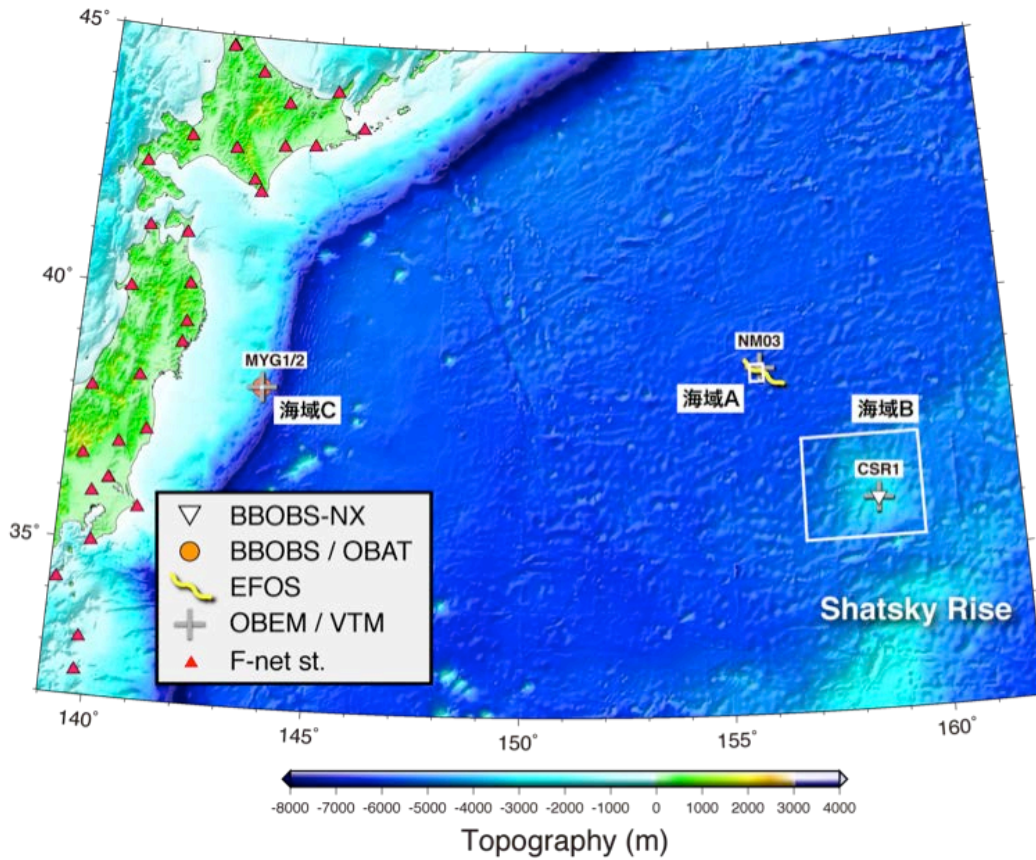 45°
40°
35°
MYG1/2
海域C
NM03
海域A
海域B
CSR1
Shatsky Rise
BBOBS-NX
BBOBS / OBAT
EFOS
OBEM / VTM
F-net st.
140°
145°
150°
155°
160°
-8000 -7000 -6000 -5000 -4000 -3000 -2000 -1000 0 1000 2000 3000 4000
Topography (m)